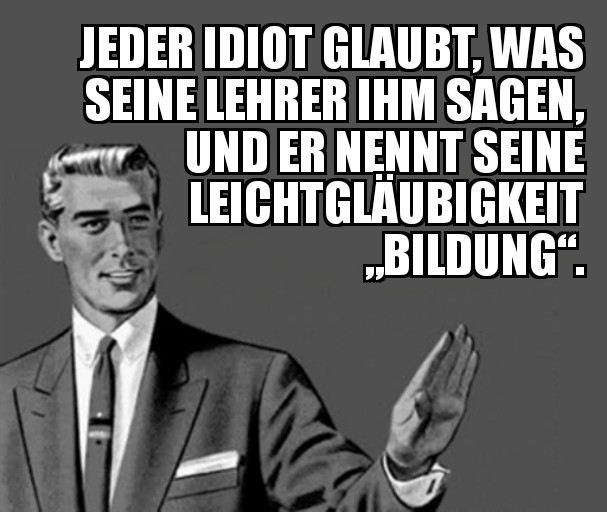 JEDER IDIOT GLAUBT, WAS
SEINE LEHRER IHM SAGEN,
UND ER NENNT SEINE
LEICHTGLÄUBIGKEIT
„BILDUNG“.